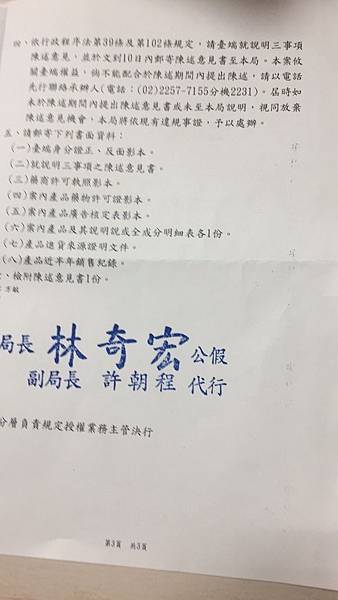 四、依行政程序法第39條及第102條規定，請臺端就說明三事項
陳述意見，並於文到10日內郵寄陳述意見書至本局。本案攸
關臺端權益，倘不能配合於陳述期間內提出陳述，請以電話
先行聯絡承辦人(電話：(02)2257-7155分機2231)。屆時如
未於陳述期間內提出陳述意見書或未至本局說明，視同放棄
陳述意見機會，本局將依現有違規事證，予以處辦。
五、請郵寄下列書面資料：
(一)臺端身分證正、反面影本。
(二)就說明三事項之陳述意見書。
(三)藥商許可執照影本。
(四)案內產品藥物許可證影本。
(五)案內產品廣告核定表影本。
(六)案內產品及其說明說或全成分明細表各1份。
(七)產品進貨來源證明文件。
(八)產品近半年銷售紀錄。
、檢附陳述意見書1份。
方敏
局長 林奇宏 公假
副局長 許朝程 代行
分層負責規定授權業務主管決行
第3頁 共3頁